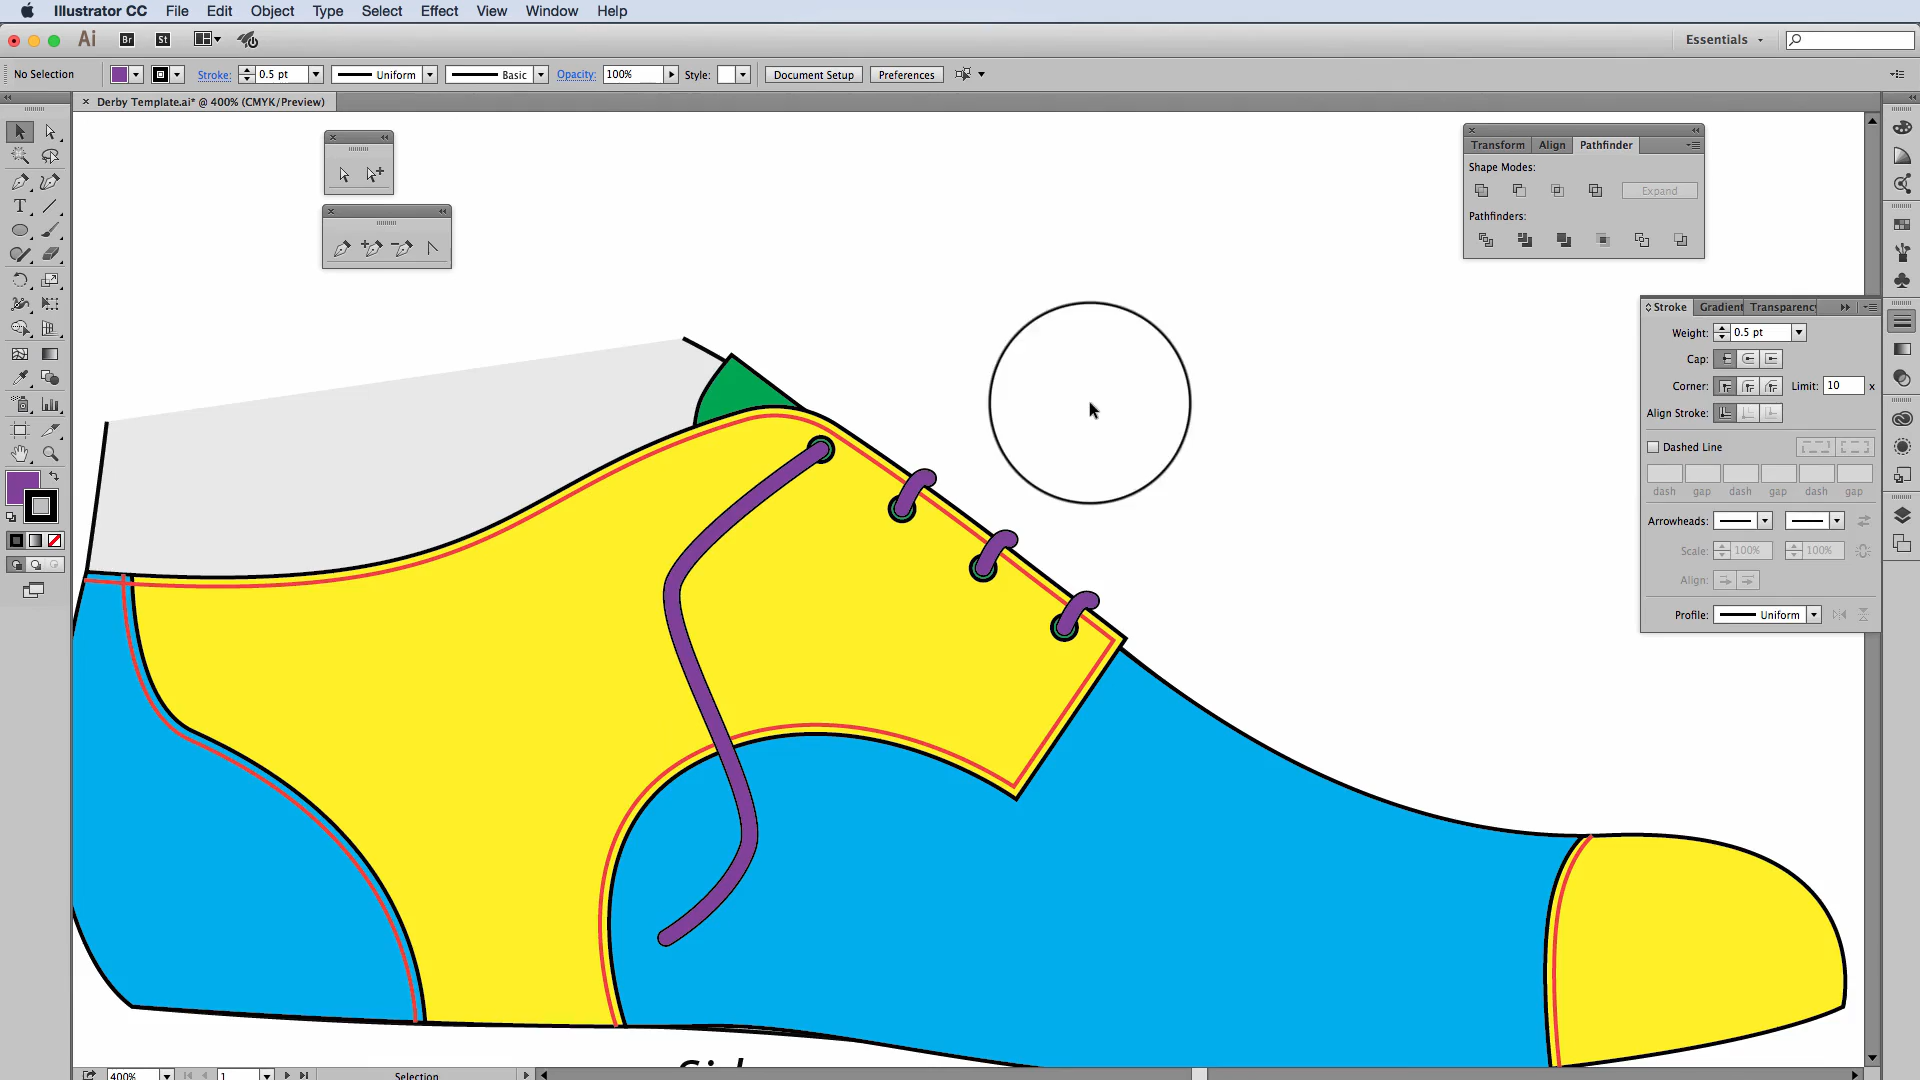 Illustrator CC File Edit Object Type Select Effect View Window Help
Ai Br St Essentials
No Selection Stroke: 0.5 pt Uniform Basic Opacity: 100% Style: Document Setup Preferences
× Derby Template.ai* @ 400% (CMYK/Preview)
Transform Align Pathfinder
Shape Modes:
Expand
Pathfinders:
Stroke Gradient Transparency
Weight: 0.5 pt
Cap:
Corner: Limit: 10 x
Align Stroke:
Dashed Line
dash gap dash gap dash gap
Arrowheads:
Scale: 100% 100%
Align:
Profile: Uniform
400% 1 Selection